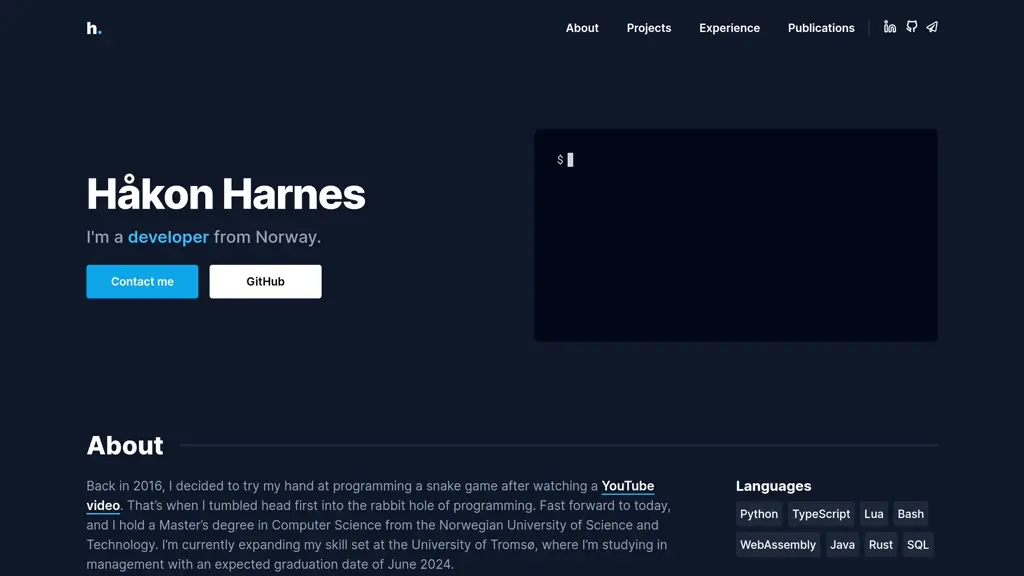 h.
About Projects Experience Publications
$
Håkon Harnes
I'm a developer from Norway.
Contact me GitHub
About
Back in 2016, I decided to try my hand at programming a snake game after watching a YouTube
video. That's when I tumbled head first into the rabbit hole of programming. Fast forward to today,
and I hold a Master's degree in Computer Science from the Norwegian University of Science and
Technology. I'm currently expanding my skill set at the University of Tromsø, where I'm studying in
management with an expected graduation date of June 2024.
Languages
Python TypeScript Lua Bash
WebAssembly Java Rust SQL